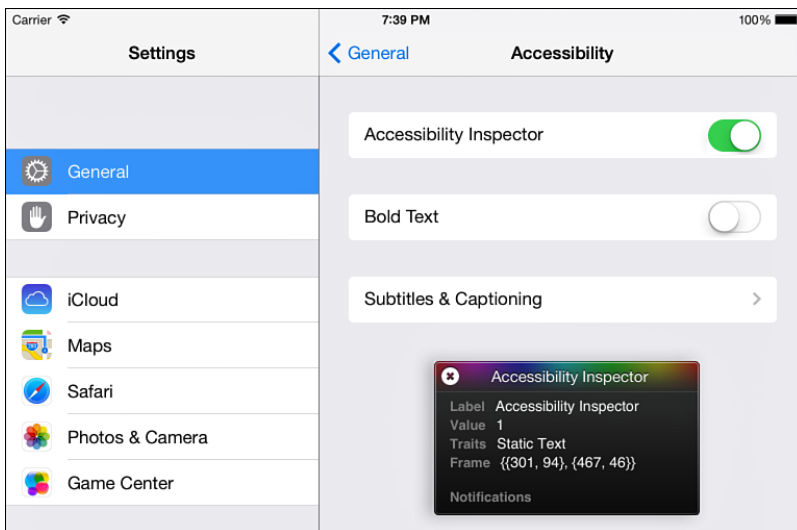 Carrier 7:39 PM 100%
Settings
General Accessibility
Accessibility Inspector
General
Privacy
Bold Text
iCloud
Subtitles & Captioning
Maps
Safari
Photos & Camera
Game Center
Accessibility Inspector
Label Accessibility Inspector
Value 1
Traits Static Text
Frame {{301, 94}, {467, 46}}
Notifications